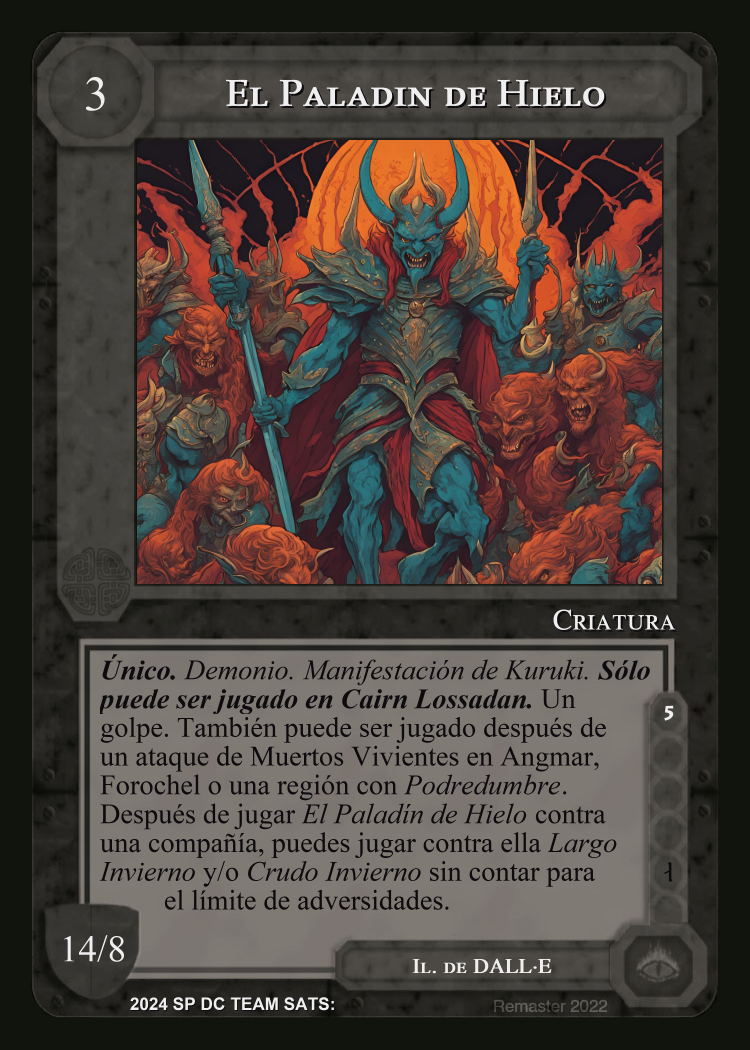 3
El Paladin de Hielo
Criatura
Único. Demonio. Manifestación de Kuruki. Sólo
puede ser jugado en Cairn Lossadan. Un
golpe. También puede ser jugado después de
un ataque de Muertos Vivientes en Angmar,
Forochel o una región con Podredumbre.
Después de jugar El Paladín de Hielo contra
una compañía, puedes jugar contra ella Largo
Invierno y/o Crudo Invierno sin contar para
el límite de adversidades.
5
14/8
Il. de DALL·E
2024 SP DC TEAM SATS:
Remaster 2022